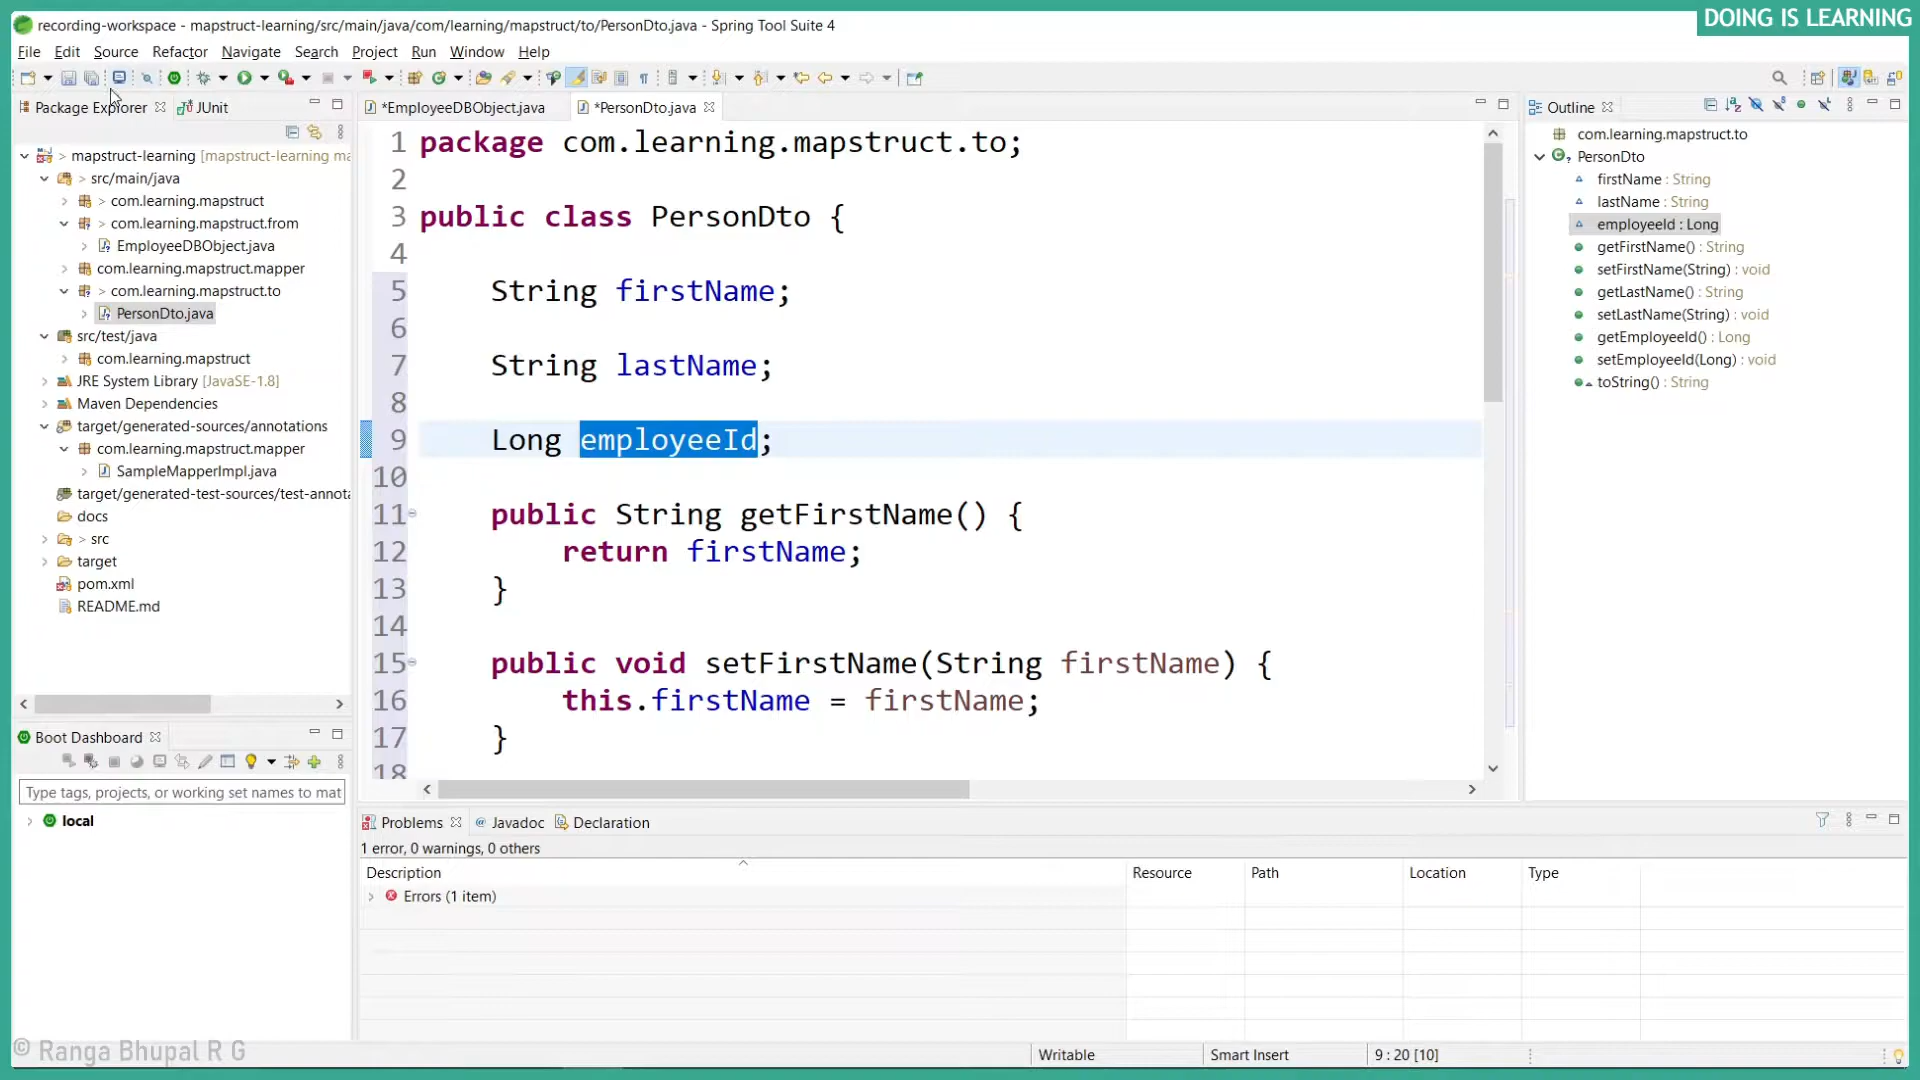 DOING IS LEARNING
recording-workspace - mapstruct-learning/src/main/java/com/learning/mapstruct/to/PersonDto.java - Spring Tool Suite 4
File Edit Source Refactor Navigate Search Project Run Window Help
Package Explorer
JUnit
mapstruct-learning [mapstruct-learning ma
src/main/java
com.learning.mapstruct
com.learning.mapstruct.from
EmployeeDBObject.java
com.learning.mapstruct.mapper
com.learning.mapstruct.to
PersonDto.java
src/test/java
com.learning.mapstruct
JRE System Library [JavaSE-1.8]
Maven Dependencies
target/generated-sources/annotations
com.learning.mapstruct.mapper
SampleMapperImpl.java
target/generated-test-sources/test-annota
docs
src
target
pom.xml
README.md
Boot Dashboard
Type tags, projects, or working set names to mat
local
*EmployeeDBObject.java
*PersonDto.java
1 package com.learning.mapstruct.to;
2
3 public class PersonDto {
4
5 String firstName;
6
7 String lastName;
8
9 Long employeeId;
10
11 public String getFirstName() {
12 return firstName;
13 }
14
15 public void setFirstName(String firstName) {
16 this.firstName = firstName;
17 }
18
Outline
com.learning.mapstruct.to
PersonDto
firstName : String
lastName : String
employeeId : Long
getFirstName() : String
setFirstName(String) : void
getLastName() : String
setLastName(String) : void
getEmployeeId() : Long
setEmployeeId(Long) : void
toString() : String
Problems
Javadoc
Declaration
1 error, 0 warnings, 0 others
Description Resource Path Location Type
Errors (1 item)
© Ranga Bhupal R G
Writable Smart Insert 9 : 20 [10]